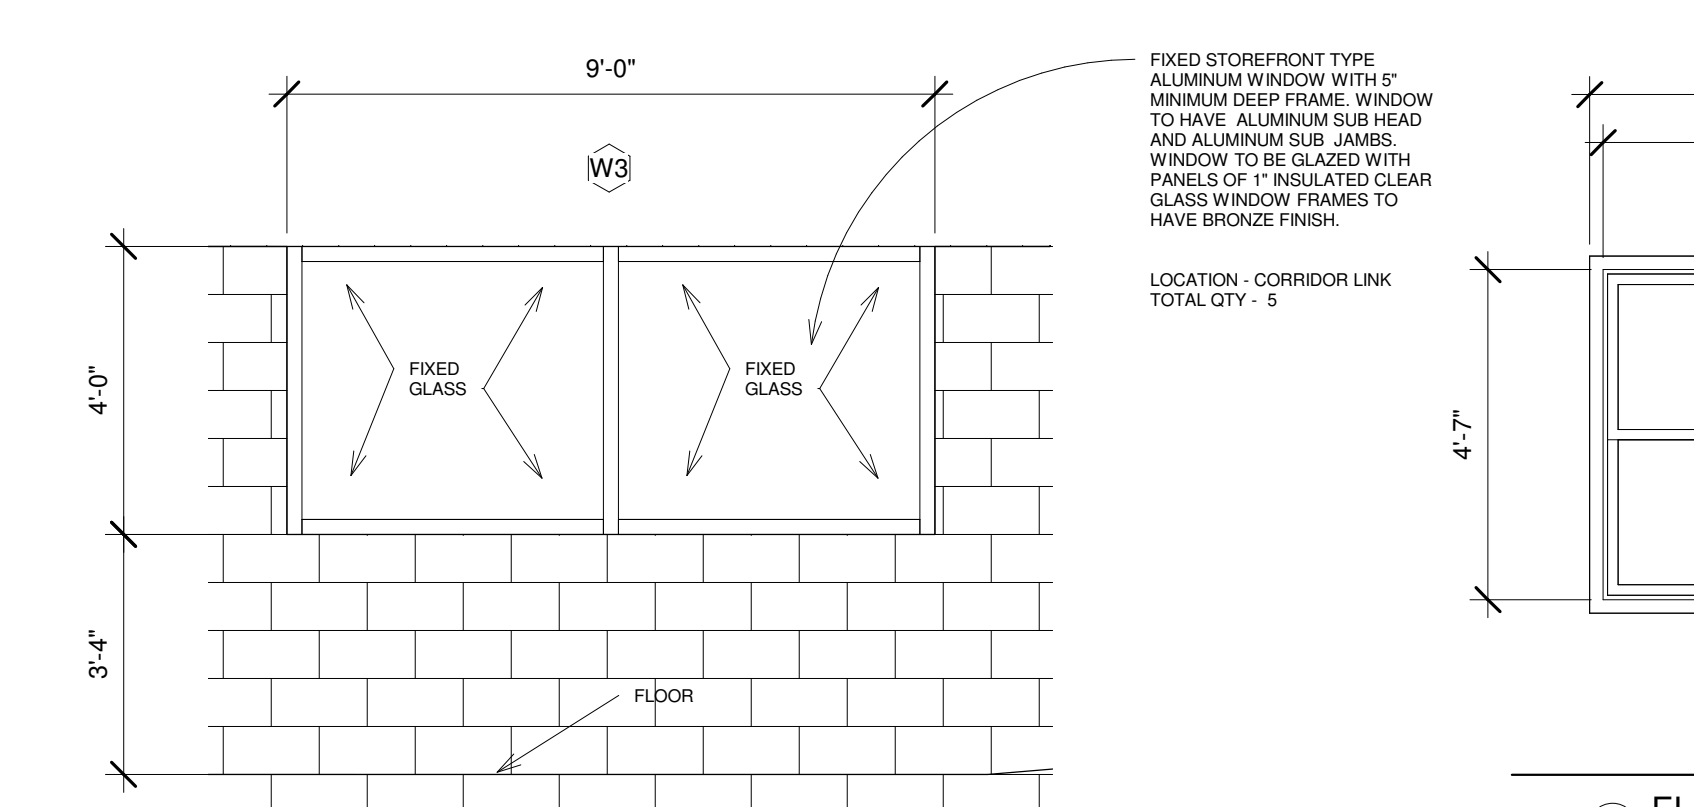 9'-0"
W3
FIXED STOREFRONT TYPE
ALUMINUM WINDOW WITH 5"
MINIMUM DEEP FRAME. WINDOW
TO HAVE  ALUMINUM SUB HEAD
AND ALUMINUM SUB  JAMBS.
WINDOW TO BE GLAZED WITH
PANELS OF 1" INSULATED CLEAR
GLASS WINDOW FRAMES TO
HAVE BRONZE FINISH.
LOCATION - CORRIDOR LINK
TOTAL QTY -  5
4'-0"
FIXED
GLASS
FIXED
GLASS
4'-7"
3'-4"
FLOOR